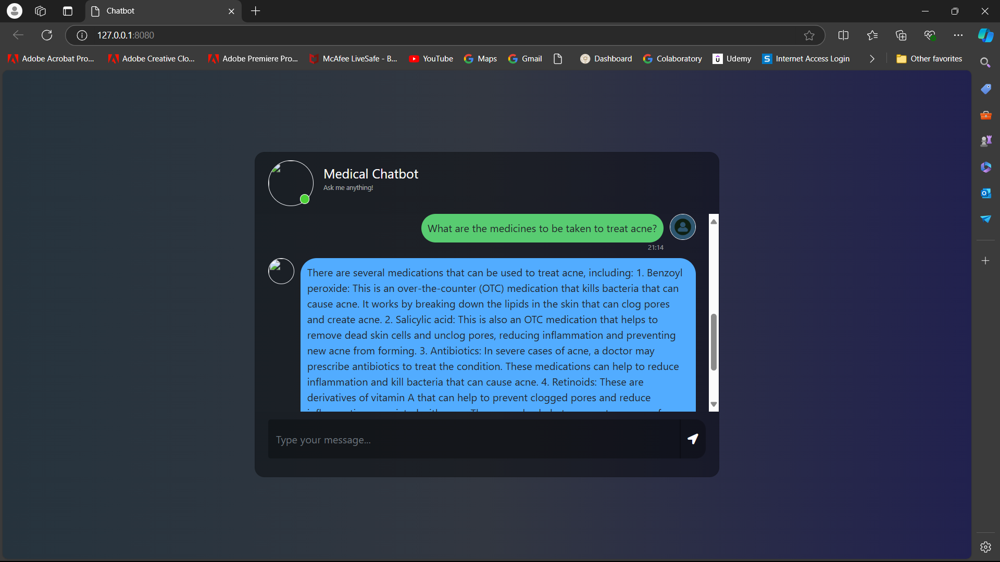 Chatbot
127.0.0.1:8080
Adobe Acrobat Pro...
Adobe Creative Clo...
Adobe Premiere Pro...
McAfee LiveSafe - B...
YouTube
Maps
Gmail
Dashboard
Colaboratory
Udemy
Internet Access Login
Other favorites
Medical Chatbot
Ask me anything!
What are the medicines to be taken to treat acne?
21:14
There are several medications that can be used to treat acne, including: 1. Benzoyl
peroxide: This is an over-the-counter (OTC) medication that kills bacteria that can
cause acne. It works by breaking down the lipids in the skin that can clog pores
and create acne. 2. Salicylic acid: This is also an OTC medication that helps to
remove dead skin cells and unclog pores, reducing inflammation and preventing
new acne from forming. 3. Antibiotics: In severe cases of acne, a doctor may
prescribe antibiotics to treat the condition. These medications can help to reduce
inflammation and kill bacteria that can cause acne. 4. Retinoids: These are
derivatives of vitamin A that can help to prevent clogged pores and reduce
Type your message...